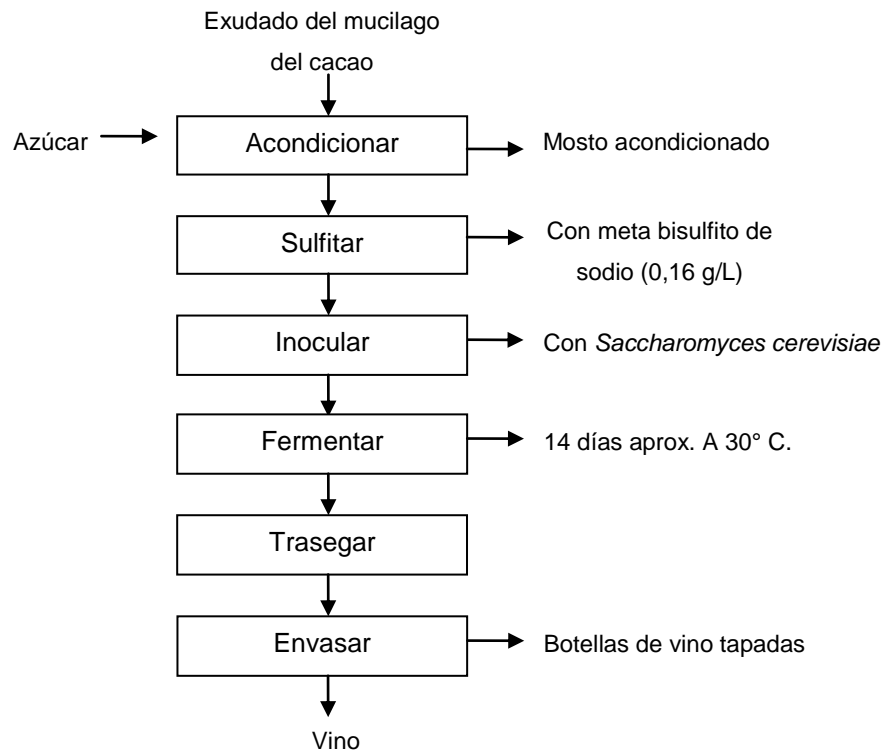 Exudado del mucilago
del cacao
Azúcar
Acondicionar
Mosto acondicionado
Sulfitar
Con meta bisulfito de
sodio (0,16 g/L)
Inocular
Con Saccharomyces cerevisiae
Fermentar
14 días aprox. A 30° C.
Trasegar
Envasar
Botellas de vino tapadas
Vino